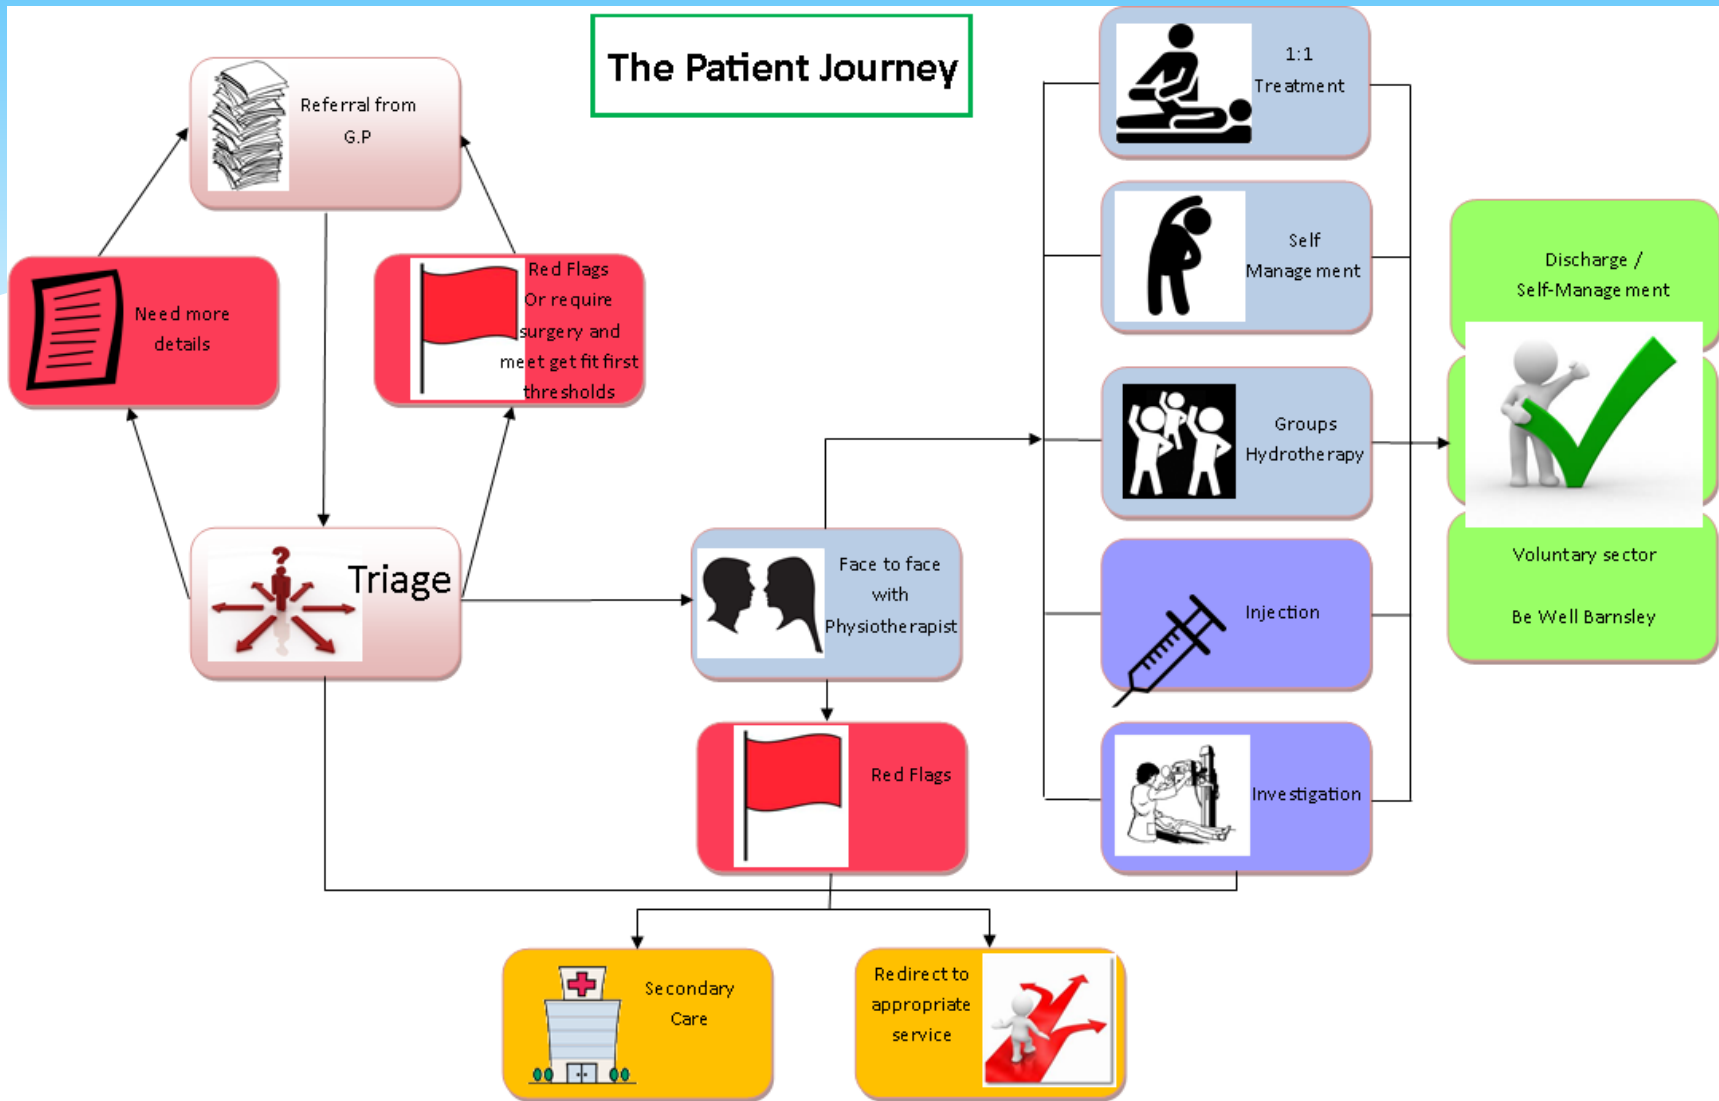 The Patient Journey
Referral from
G.P
Need more
details
Red Flags
Or require
surgery and
meet get fit first
thresholds
?
Triage
Face to face
with
Physiotherapist
Red Flags
1:1
Treatment
Self
Management
Groups
Hydrotherapy
Injection
Investigation
Discharge /
Self-Management
Voluntary sector
Be Well Barnsley
Secondary
Care
Redirect to
appropriate
service